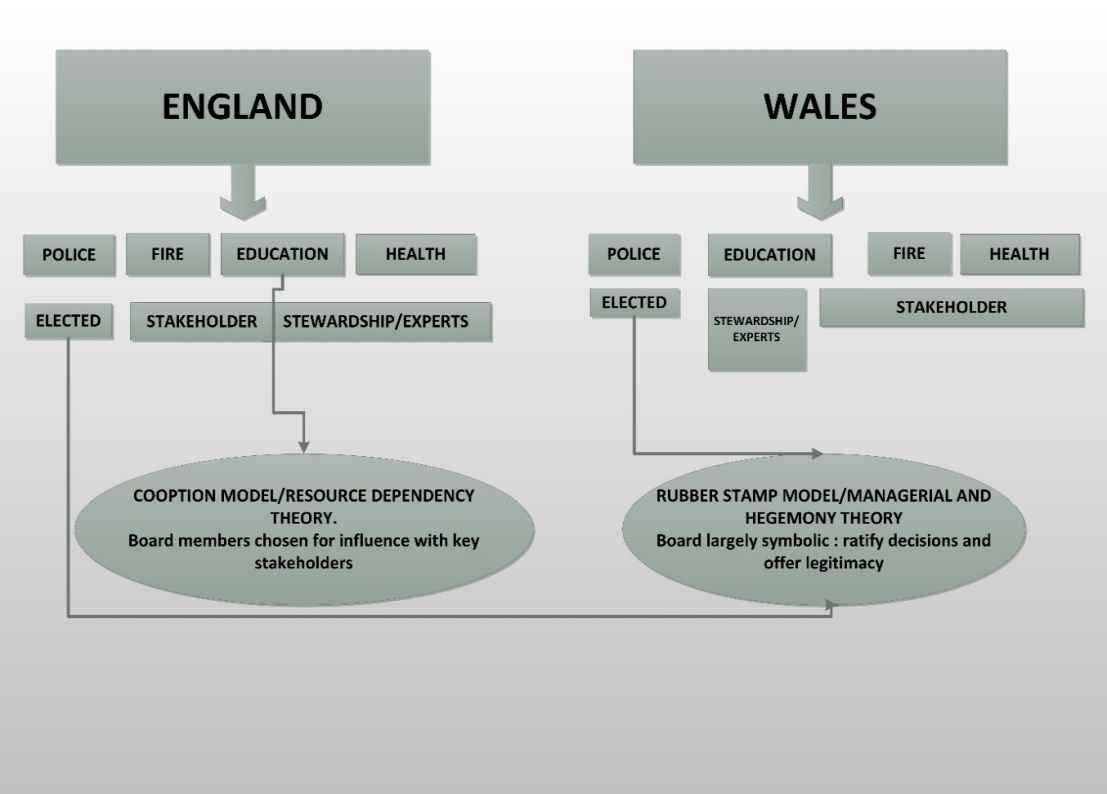 ENGLAND
WALES
POLICE
FIRE
EDUCATION
HEALTH
POLICE
EDUCATION
FIRE
HEALTH
ELECTED
STAKEHOLDER
STEWARDSHIP/EXPERTS
ELECTED
STEWARDSHIP/
EXPERTS
STAKEHOLDER
COOPTION MODEL/RESOURCE DEPENDENCY
THEORY.
Board members chosen for influence with key
stakeholders
RUBBER STAMP MODEL/MANAGERIAL AND
HEGEMONY THEORY
Board largely symbolic : ratify decisions and
offer legitimacy